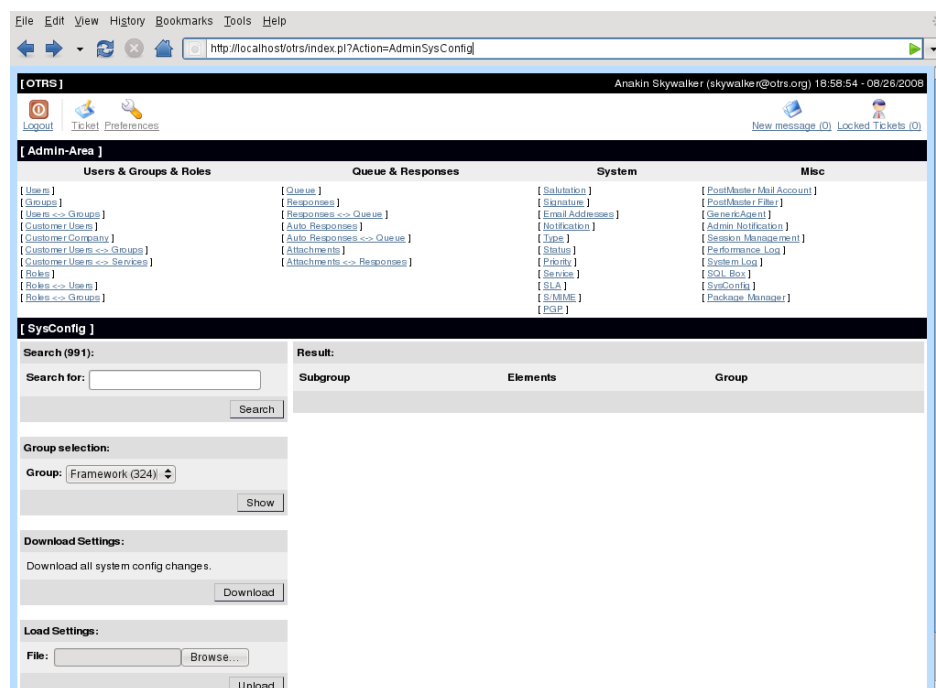 File Edit View History Bookmarks Tools Help
http://localhost/otrs/index.pl?Action=AdminSysConfig
[ OTRS ] Anakin Skywalker (skywalker@otrs.org) 18:58:54 - 08/26/2008
Logout Ticket Preferences New message (0) Locked Tickets (0)
[ Admin-Area ]
Users & Groups & Roles Queue & Responses System Misc
[ Users ] [ Queue ] [ Salutation ] [ PostMaster Mail Account ]
[ Groups ] [ Responses ] [ Signature ] [ PostMaster Filter ]
[ Users <-> Groups ] [ Responses <-> Queue ] [ Email Addresses ] [ GenericAgent ]
[ Customer Users ] [ Auto Responses ] [ Notification ] [ Admin Notification ]
[ Customer Company ] [ Auto Responses <-> Queue ] [ Type ] [ Session Management ]
[ Customer Users <-> Groups ] [ Attachments ] [ Status ] [ Performance Log ]
[ Customer Users <-> Services ] [ Attachments <-> Responses ] [ Priority ] [ System Log ]
[ Roles ] [ Service ] [ SQL Box ]
[ Roles <-> Users ] [ SLA ] [ SysConfig ]
[ Roles <-> Groups ] [ S/MIME ] [ Package Manager ]
[ PGP ]
[ SysConfig ]
Search (991): Result:
Search for: Subgroup Elements Group
Search
Group selection:
Group: Framework (324)
Show
Download Settings:
Download all system config changes.
Download
Load Settings:
File: Browse...
Upload